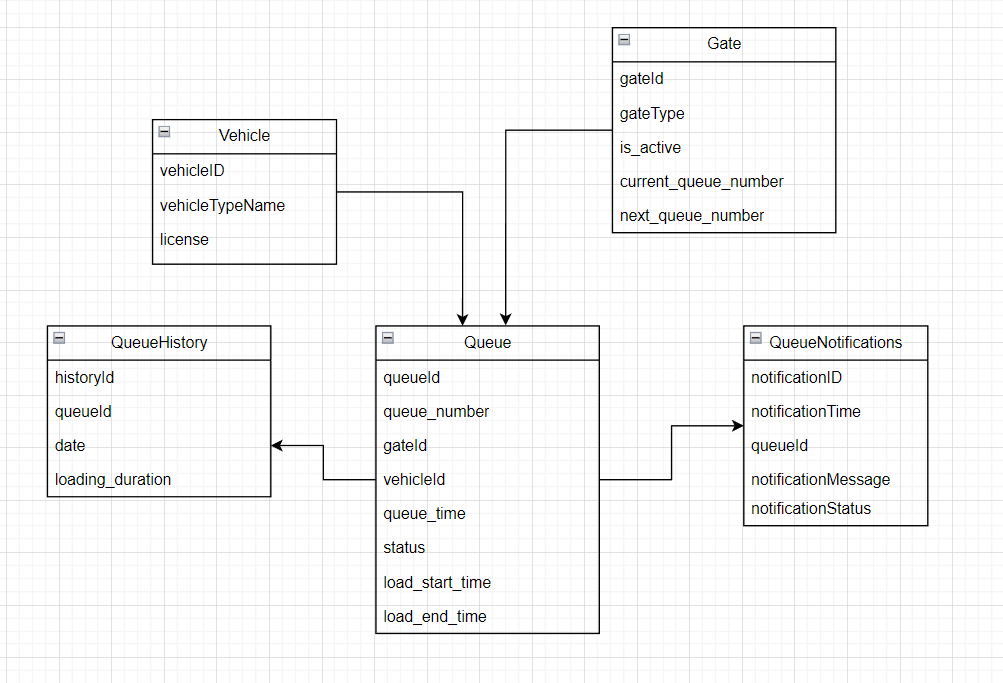 Gate
gateId
gateType
is_active
current_queue_number
next_queue_number
Vehicle
vehicleID
vehicleTypeName
license
QueueHistory
historyId
queueId
date
loading_duration
Queue
queueId
queue_number
gateId
vehicleId
queue_time
status
load_start_time
load_end_time
QueueNotifications
notificationID
notificationTime
queueId
notificationMessage
notificationStatus